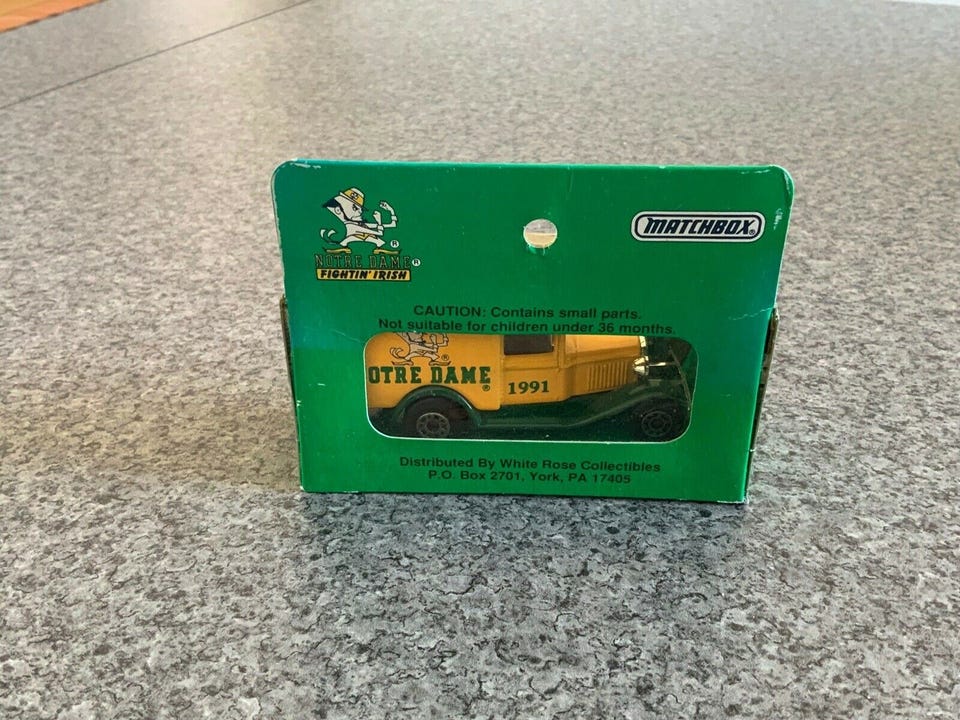 NOTRE DAME®
FIGHTIN' IRISH
®
MATCHBOX®
CAUTION: Contains small parts.
Not suitable for children under 36 months.
®
OTRE DAME®
1991
Distributed By White Rose Collectibles
P.O. Box 2701, York, PA 17405